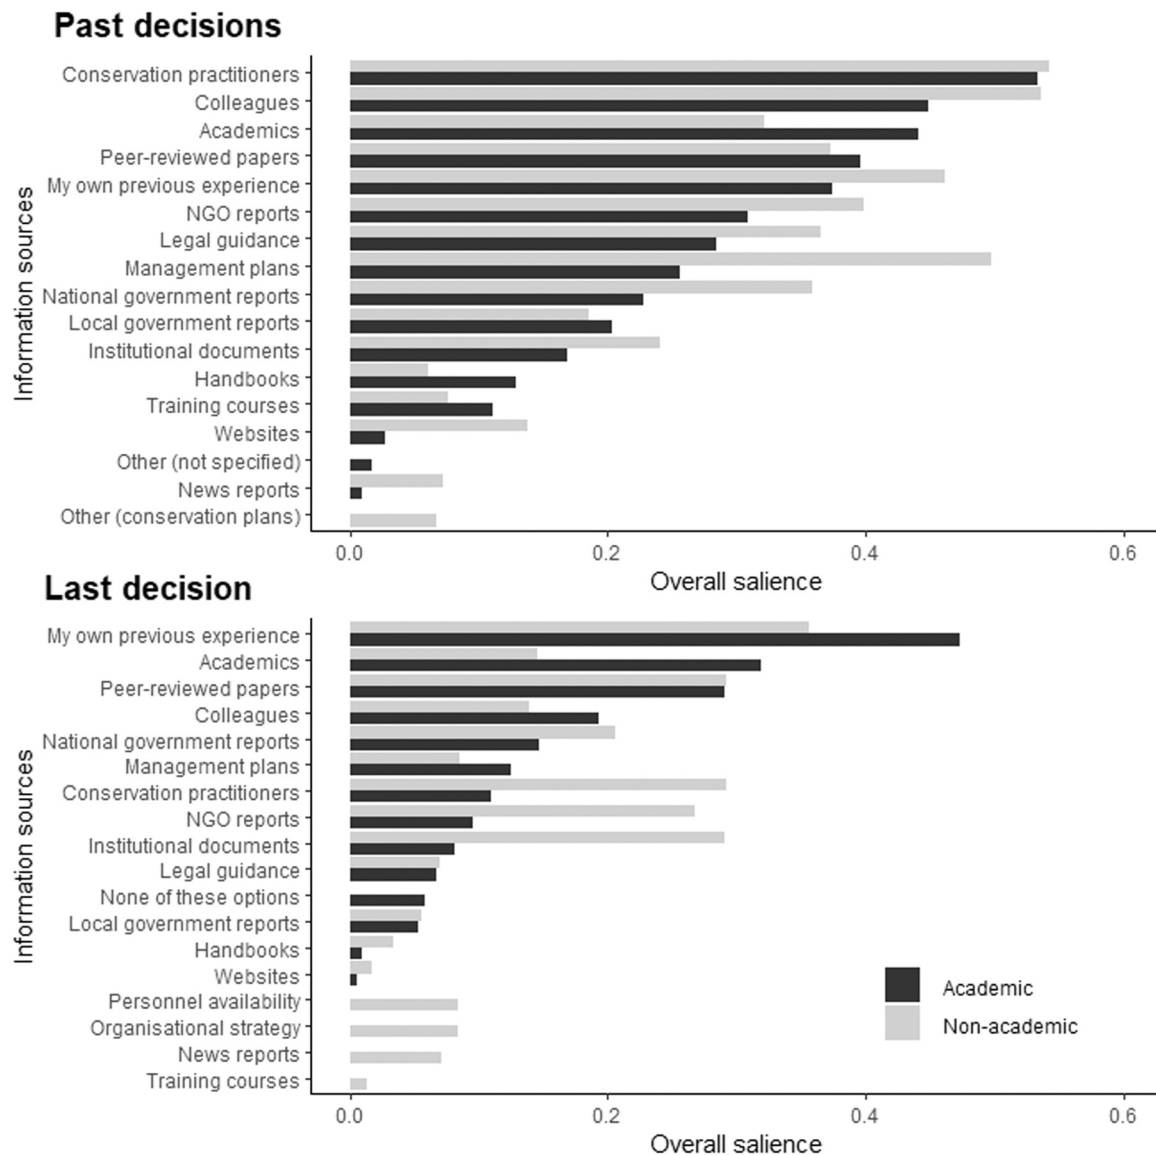 Past decisions
Information sources
Conservation practitioners
Colleagues
Academics
Peer-reviewed papers
My own previous experience
NGO reports
Legal guidance
Management plans
National government reports
Local government reports
Institutional documents
Handbooks
Training courses
Websites
Other (not specified)
News reports
Other (conservation plans)
0.0 0.2 0.4 0.6
Overall salience
Last decision
Information sources
My own previous experience
Academics
Peer-reviewed papers
Colleagues
National government reports
Management plans
Conservation practitioners
NGO reports
Institutional documents
Legal guidance
None of these options
Local government reports
Handbooks
Websites
Personnel availability
Organisational strategy
News reports
Training courses
Academic
Non-academic
0.0 0.2 0.4 0.6
Overall salience